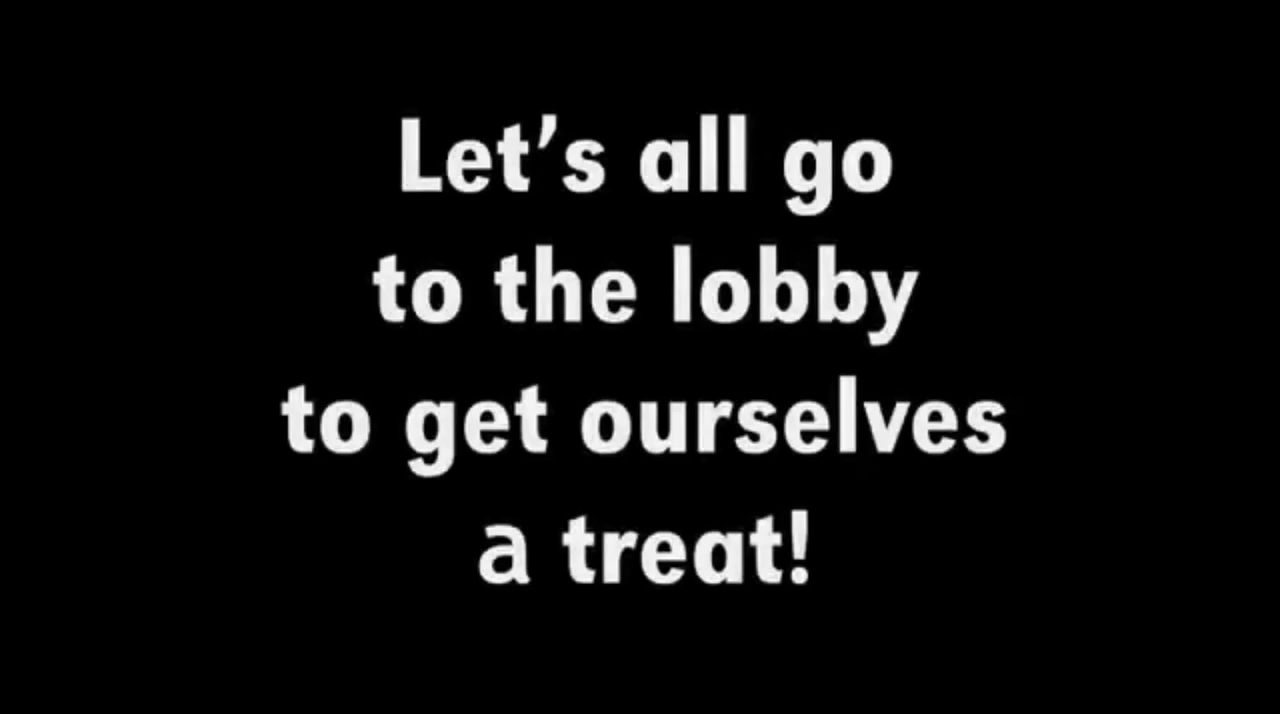 Let’s all go
to the lobby
to get ourselves
a treat!